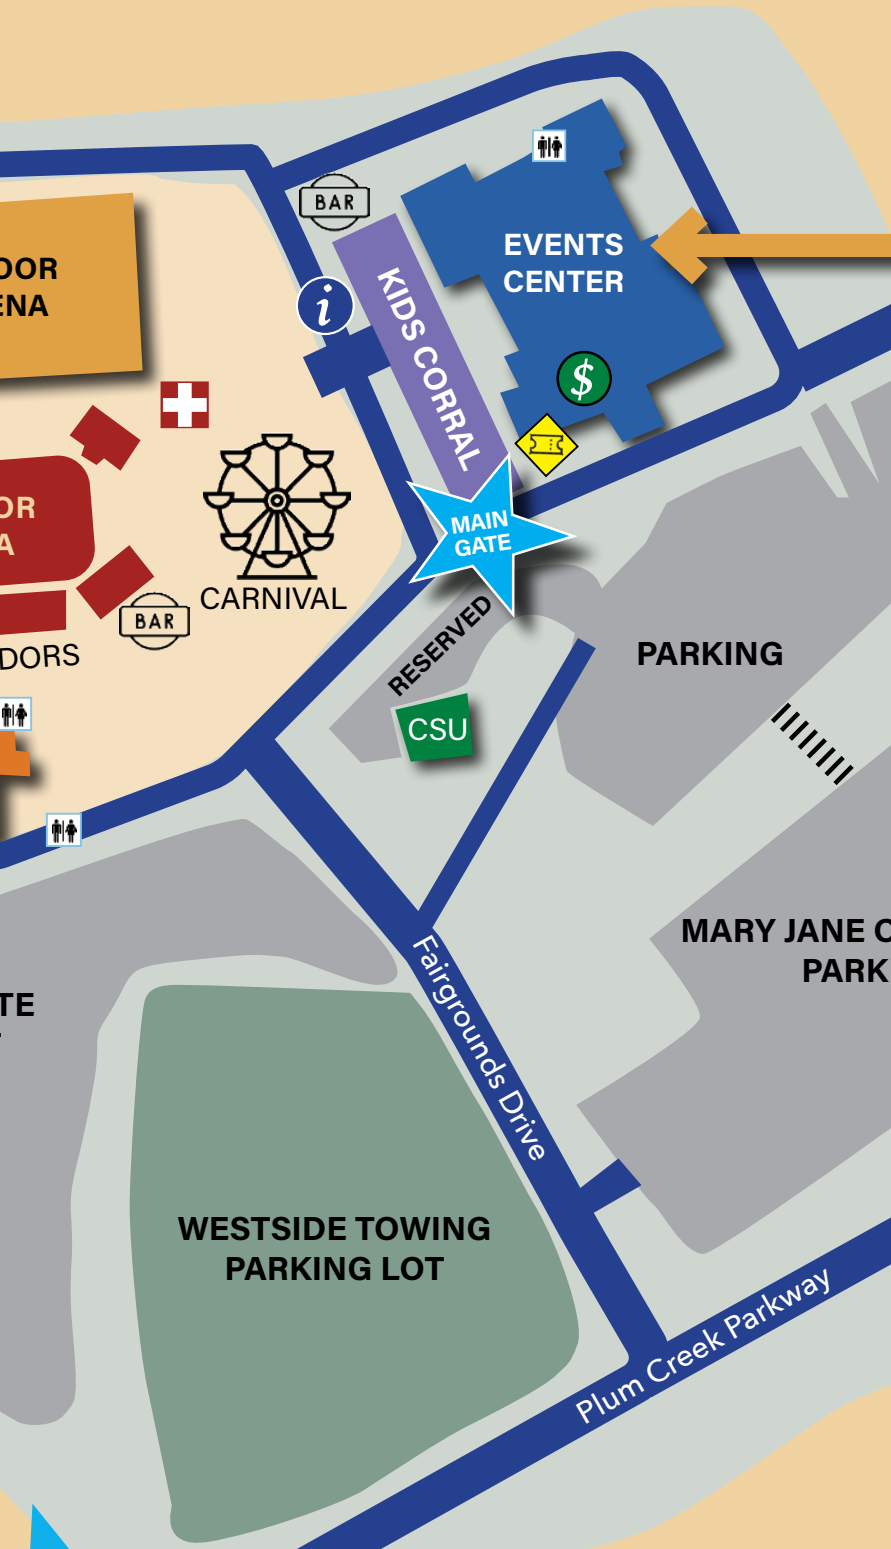 BAR
EVENTS
CENTER
OOR
ENA
i
KIDS CORRAL
$
OR
A
MAIN
GATE
CARNIVAL
BAR
RESERVED
DORS
PARKING
CSU
MARY JANE
PARK
TE
Fairgrounds Drive
WESTSIDE TOWING
PARKING LOT
Plum Creek Parkway